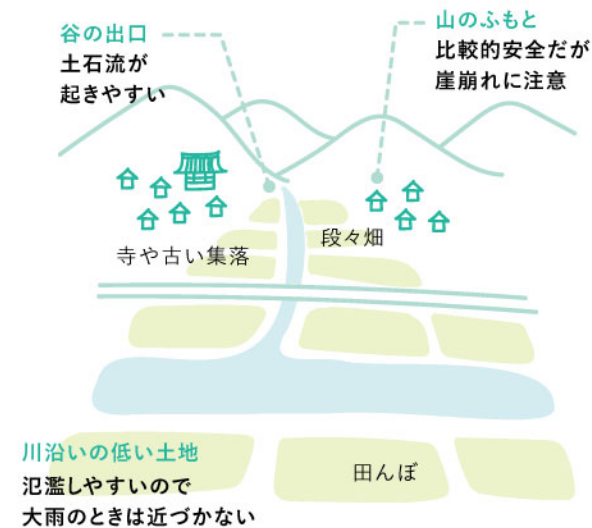 谷の出口
土石流が
起きやすい
山のふもと
比較的安全だが
崖崩れに注意
寺や古い集落
段々畑
川沿いの低い土地
氾濫しやすいので
大雨のときは近づかない
田んぼ